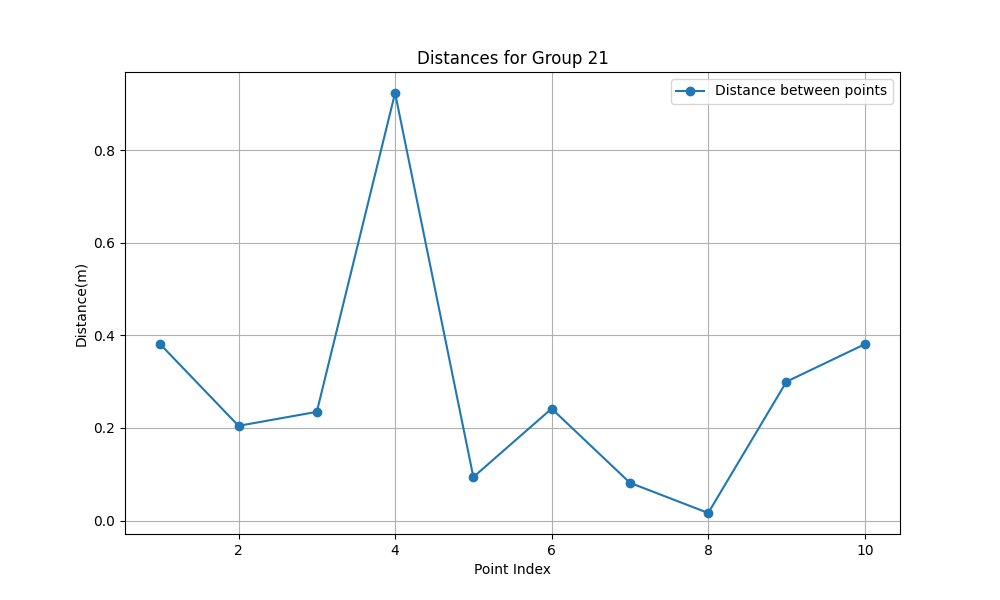 Distances for Group 21
Distance between points
0.8
0.6
0.4
0.2
0.0
Distance(m)
2 4 6 8 10
Point Index